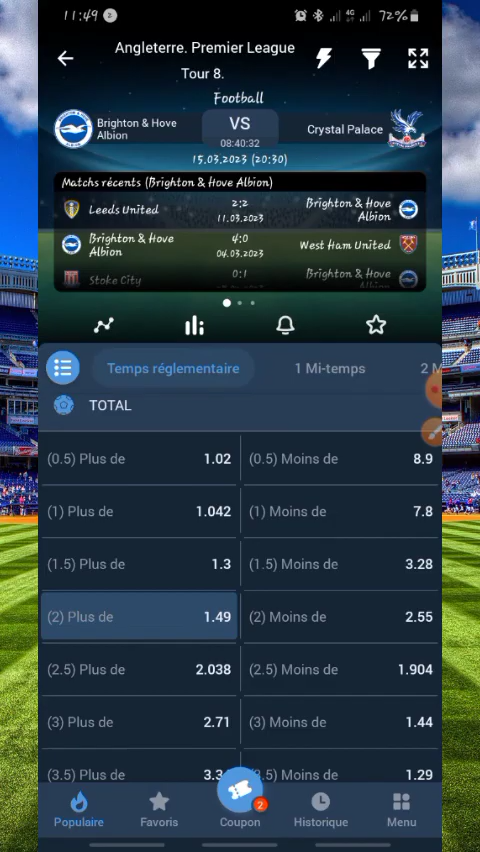 11:49
4G
72%
Angleterre. Premier League
Tour 8.
Football
Brighton & Hove Albion
VS
Crystal Palace
08:40:32
15.03.2023 (20:30)
Matchs récents (Brighton & Hove Albion)
Leeds United 2:2 Brighton & Hove Albion
11.03.2023
Brighton & Hove Albion 4:0 West Ham United
04.03.2023
Stoke City 0:1 Brighton & Hove
Temps réglementaire 1 Mi-temps 2 M
TOTAL
(0.5) Plus de 1.02 (0.5) Moins de 8.9
(1) Plus de 1.042 (1) Moins de 7.8
(1.5) Plus de 1.3 (1.5) Moins de 3.28
(2) Plus de 1.49 (2) Moins de 2.55
(2.5) Plus de 2.038 (2.5) Moins de 1.904
(3) Plus de 2.71 (3) Moins de 1.44
(3.5) Plus de 3.3 .5) Moins de 1.29
2
Populaire Favoris Coupon Historique Menu